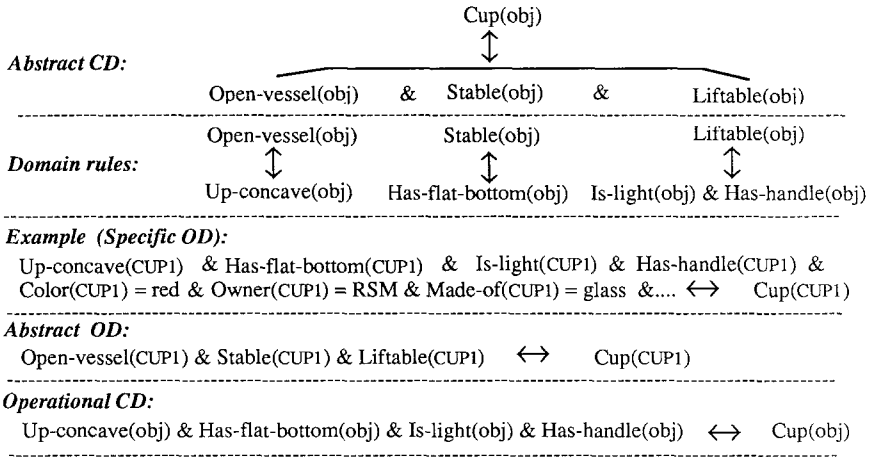 Cup(obj)
↕
Abstract CD:
Open-vessel(obj) & Stable(obj) & Liftable(obj)
Open-vessel(obj) Stable(obj) Liftable(obj)
Domain rules: ↕ ↕ ↕
Up-concave(obj) Has-flat-bottom(obj) Is-light(obj) & Has-handle(obj)
Example (Specific OD):
Up-concave(CUP1) & Has-flat-bottom(CUP1) & Is-light(CUP1) & Has-handle(CUP1) &
Color(CUP1) = red & Owner(CUP1) = RSM & Made-of(CUP1) = glass &.... ↔ Cup(CUP1)
Abstract OD:
Open-vessel(CUP1) & Stable(CUP1) & Liftable(CUP1) ↔ Cup(CUP1)
Operational CD:
Up-concave(obj) & Has-flat-bottom(obj) & Is-light(obj) & Has-handle(obj) ↔ Cup(obj)